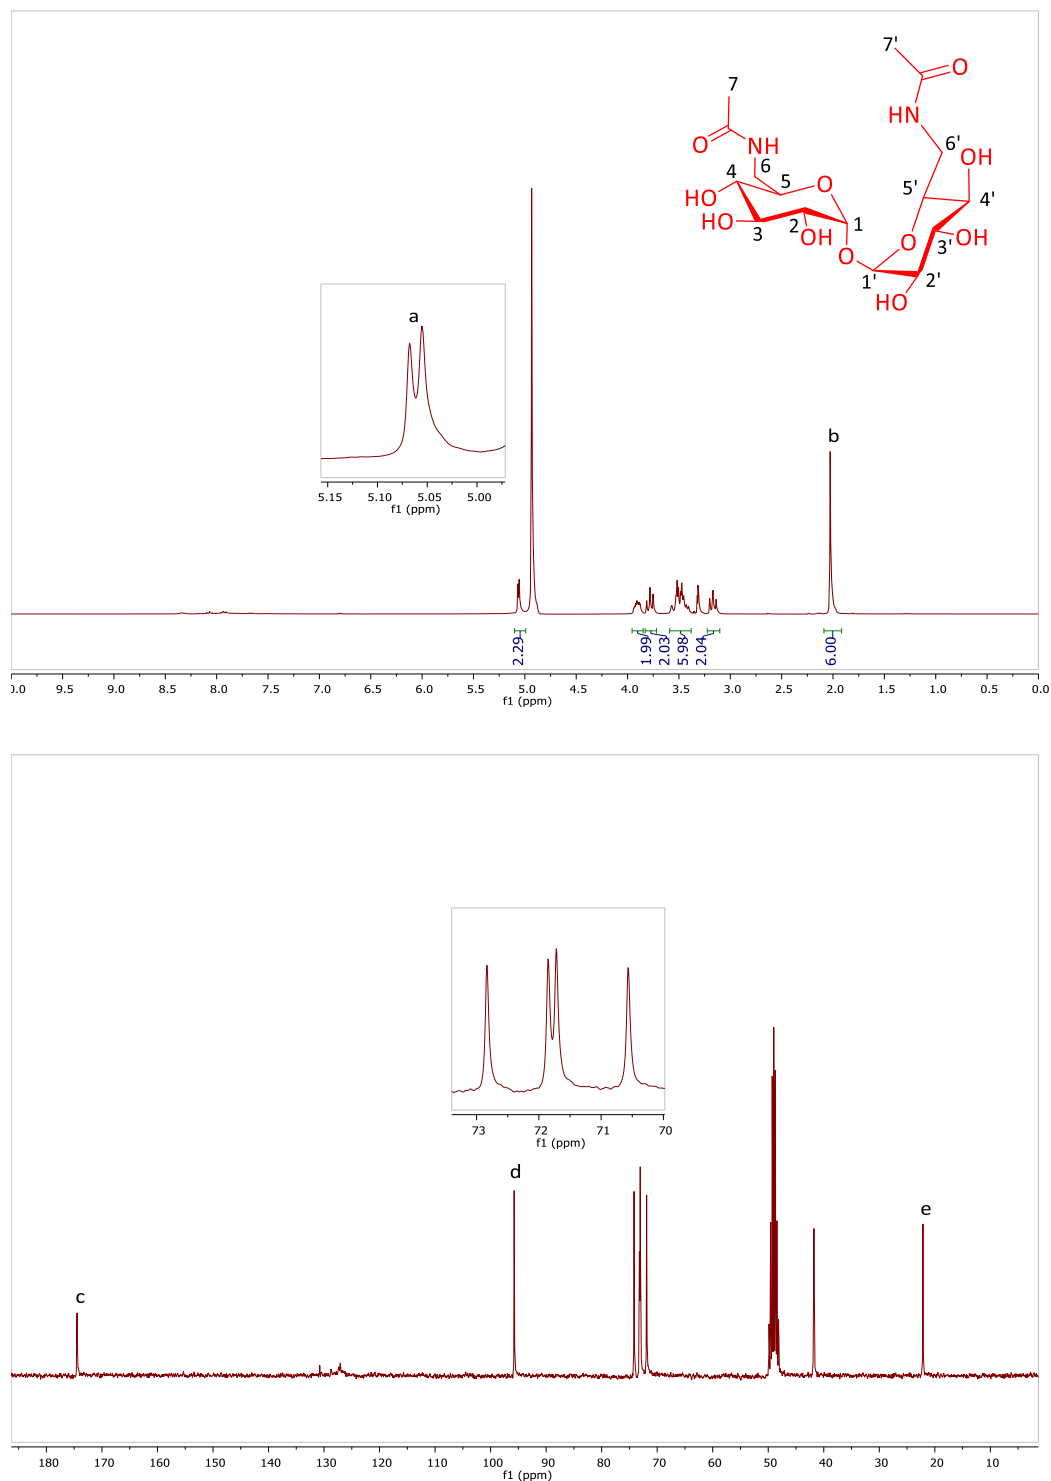 7'
O
7
HN
O
NH
6'
OH
6
4
5
O
5'
4'
HO
HO
3
2
OH
1
O
3'
OH
O
1'
2'
HO
a
5.15 5.10 5.05 5.00
f1 (ppm)
b
2.29 1.99 2.03 5.98 2.04 6.00
0.0 9.5 9.0 8.5 8.0 7.5 7.0 6.5 6.0 5.5 5.0 4.5 4.0 3.5 3.0 2.5 2.0 1.5 1.0 0.5 0.0
f1 (ppm)
73 72 71 70
f1 (ppm)
d
e
c
180 170 160 150 140 130 120 110 100 90 80 70 60 50 40 30 20 10
f1 (ppm)